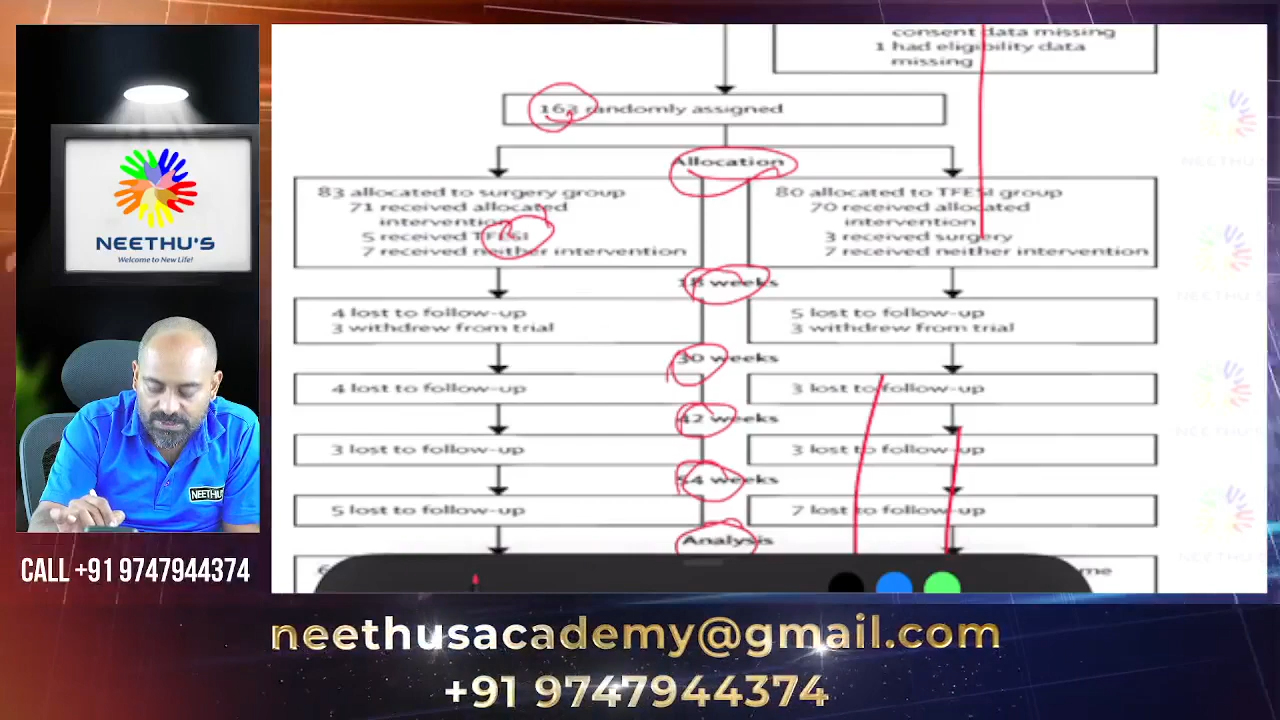 consent data missing
1 had eligibility data
missing
163 randomly assigned
Allocation
83 allocated to surgery group
71 received allocated
intervention
5 received TFESI
7 received neither intervention
80 allocated to TFESI group
70 received allocated
intervention
3 received surgery
7 received neither intervention
18 weeks
4 lost to follow-up
3 withdrew from trial
5 lost to follow-up
3 withdrew from trial
30 weeks
4 lost to follow-up
3 lost to follow-up
42 weeks
3 lost to follow-up
3 lost to follow-up
54 weeks
5 lost to follow-up
7 lost to follow-up
Analysis
NEETHU'S
Welcome to New Life!
NEETHU'S
CALL +91 9747944374
neethusacademy@gmail.com
+91 9747944374
NEETHU'S
NEETHU'S
NEETHU'S
NEETHU'S